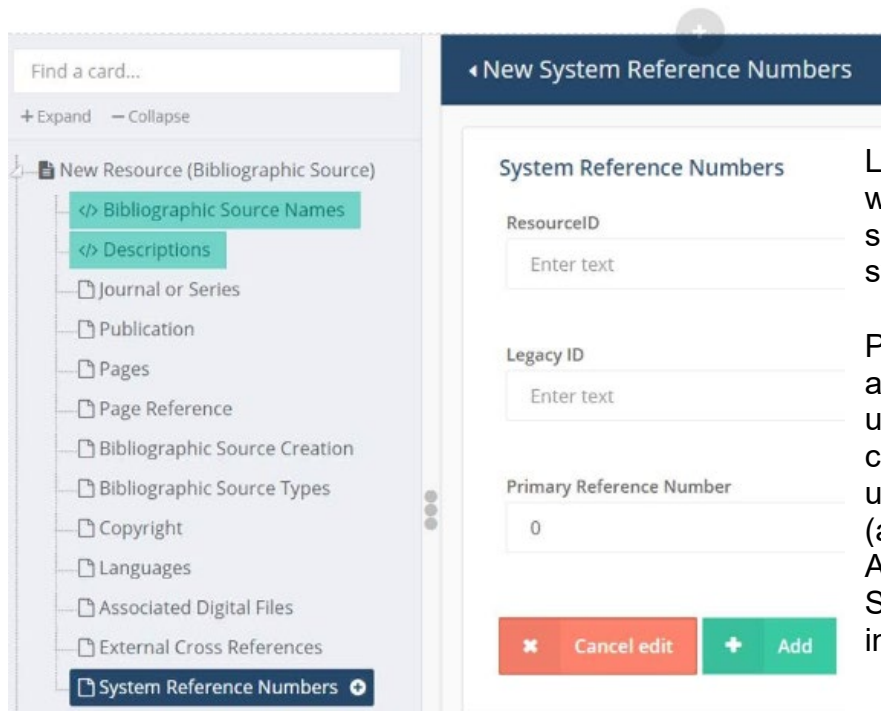 Find a card...
+ Expand − Collapse
New Resource (Bibliographic Source)
</> Bibliographic Source Names
</> Descriptions
Journal or Series
Publication
Pages
Page Reference
Bibliographic Source Creation
Bibliographic Source Types
Copyright
Languages
Associated Digital Files
External Cross References
System Reference Numbers
New System Reference Numbers
System Reference Numbers
ResourceID
Enter text
Legacy ID
Enter text
Primary Reference Number
0
Cancel edit
Add